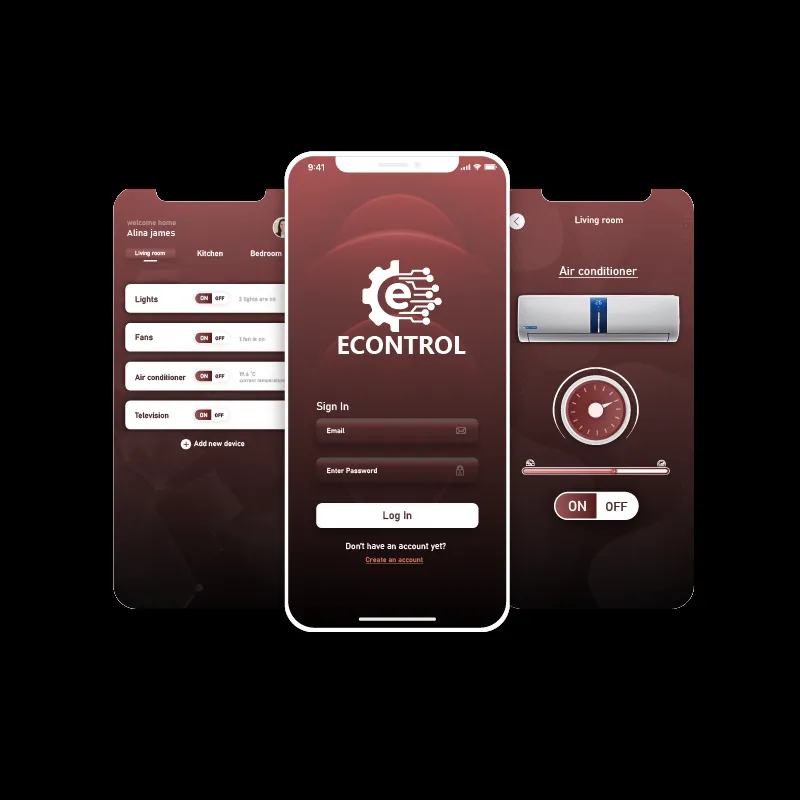 welcome home
Alina james
Living room
Kitchen
Bedroom
Lights
ON OFF
2 lights are on
Fans
ON OFF
1 fan is on
Air conditioner
ON OFF
19.6 °C
current temperature
Television
ON OFF
Add new device
9:41
e
ECONTROL
Sign In
Email
Enter Password
Log In
Don't have an account yet?
Create an account
Living room
Air conditioner
26
ON OFF